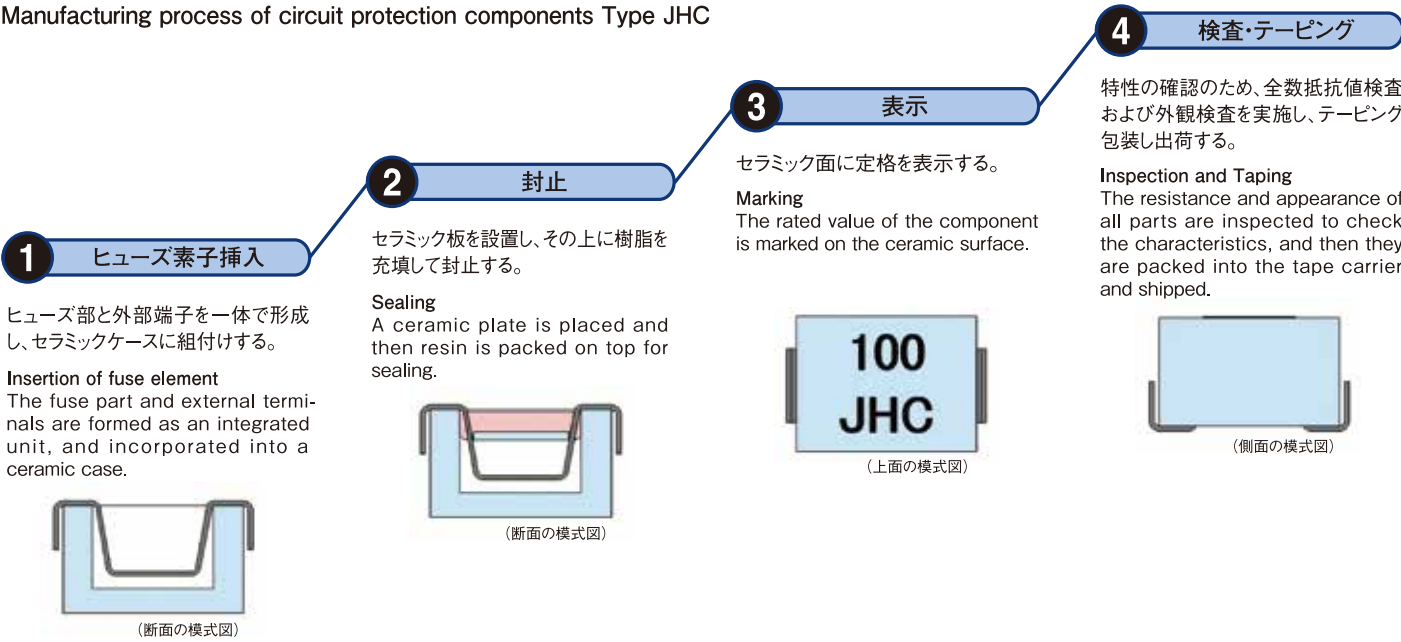 Manufacturing process of circuit protection components Type JHC
1 ヒューズ素子挿入
ヒューズ部と外部端子を一体で形成
し、セラミックケースに組付けする。
Insertion of fuse element
The fuse part and external termi-
nals are formed as an integrated
unit, and incorporated into a
ceramic case.
(断面の模式図)
2 封止
セラミック板を設置し、その上に樹脂を
充填して封止する。
Sealing
A ceramic plate is placed and
then resin is packed on top for
sealing.
(断面の模式図)
3 表示
セラミック面に定格を表示する。
Marking
The rated value of the component
is marked on the ceramic surface.
100
JHC
(上面の模式図)
4 検査・テーピング
特性の確認のため、全数抵抗値検査
および外観検査を実施し、テーピング
包装し出荷する。
Inspection and Taping
The resistance and appearance of
all parts are inspected to check
the characteristics, and then they
are packed into the tape carrier
and shipped.
(側面の模式図)